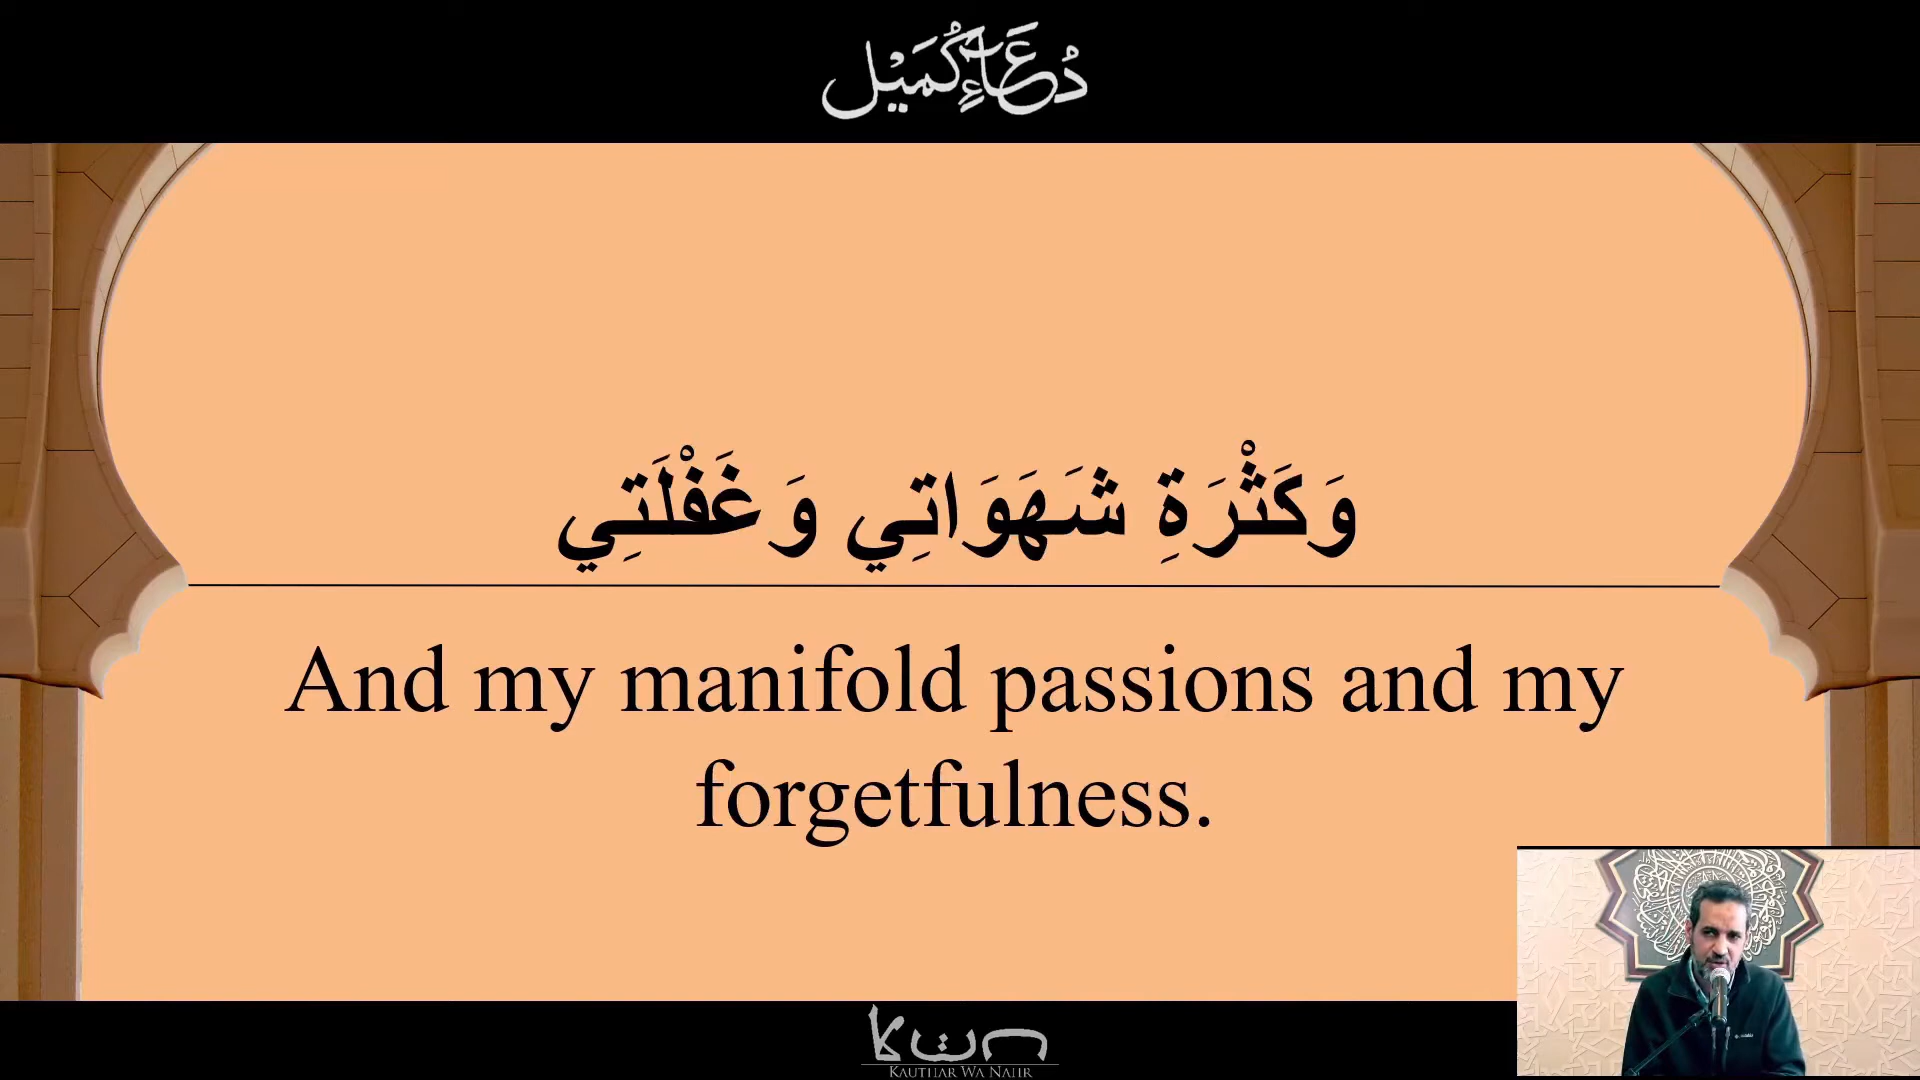 دُعَاءِ كُمَيْل
وَكَثْرَةِ شَهَوَاتِي وَغَفْلَتِي
And my manifold passions and my
forgetfulness.
KAUTHAR WA NAHR